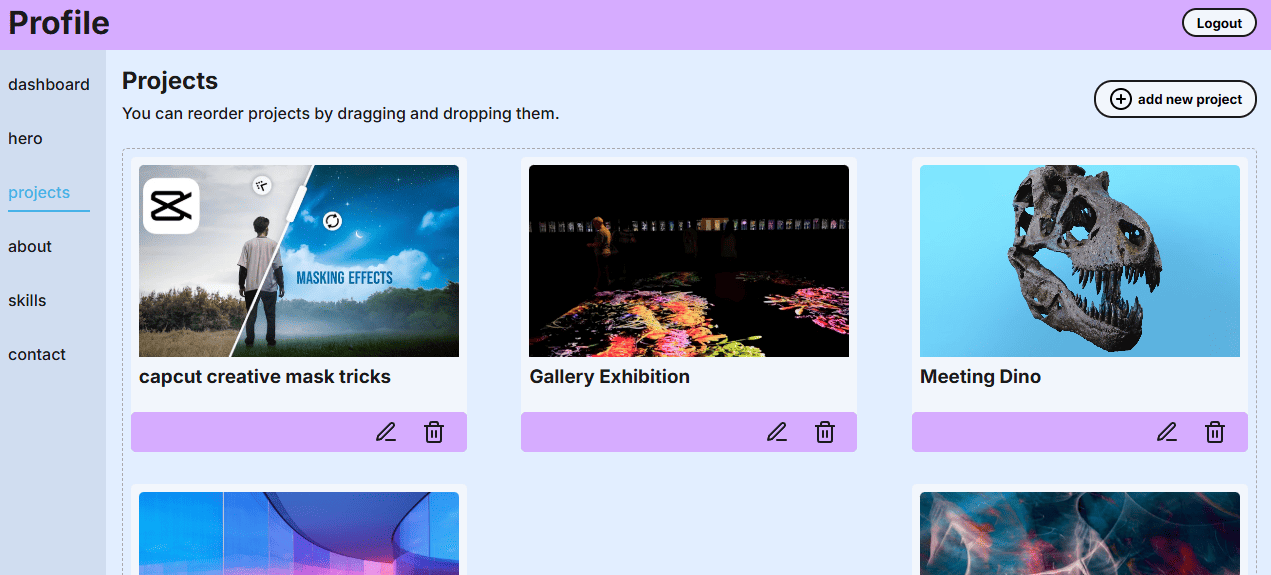 Profile
Logout
dashboard
hero
projects
about
skills
contact
Projects
You can reorder projects by dragging and dropping them.
add new project
MASKING EFFECTS
capcut creative mask tricks
Gallery Exhibition
Meeting Dino